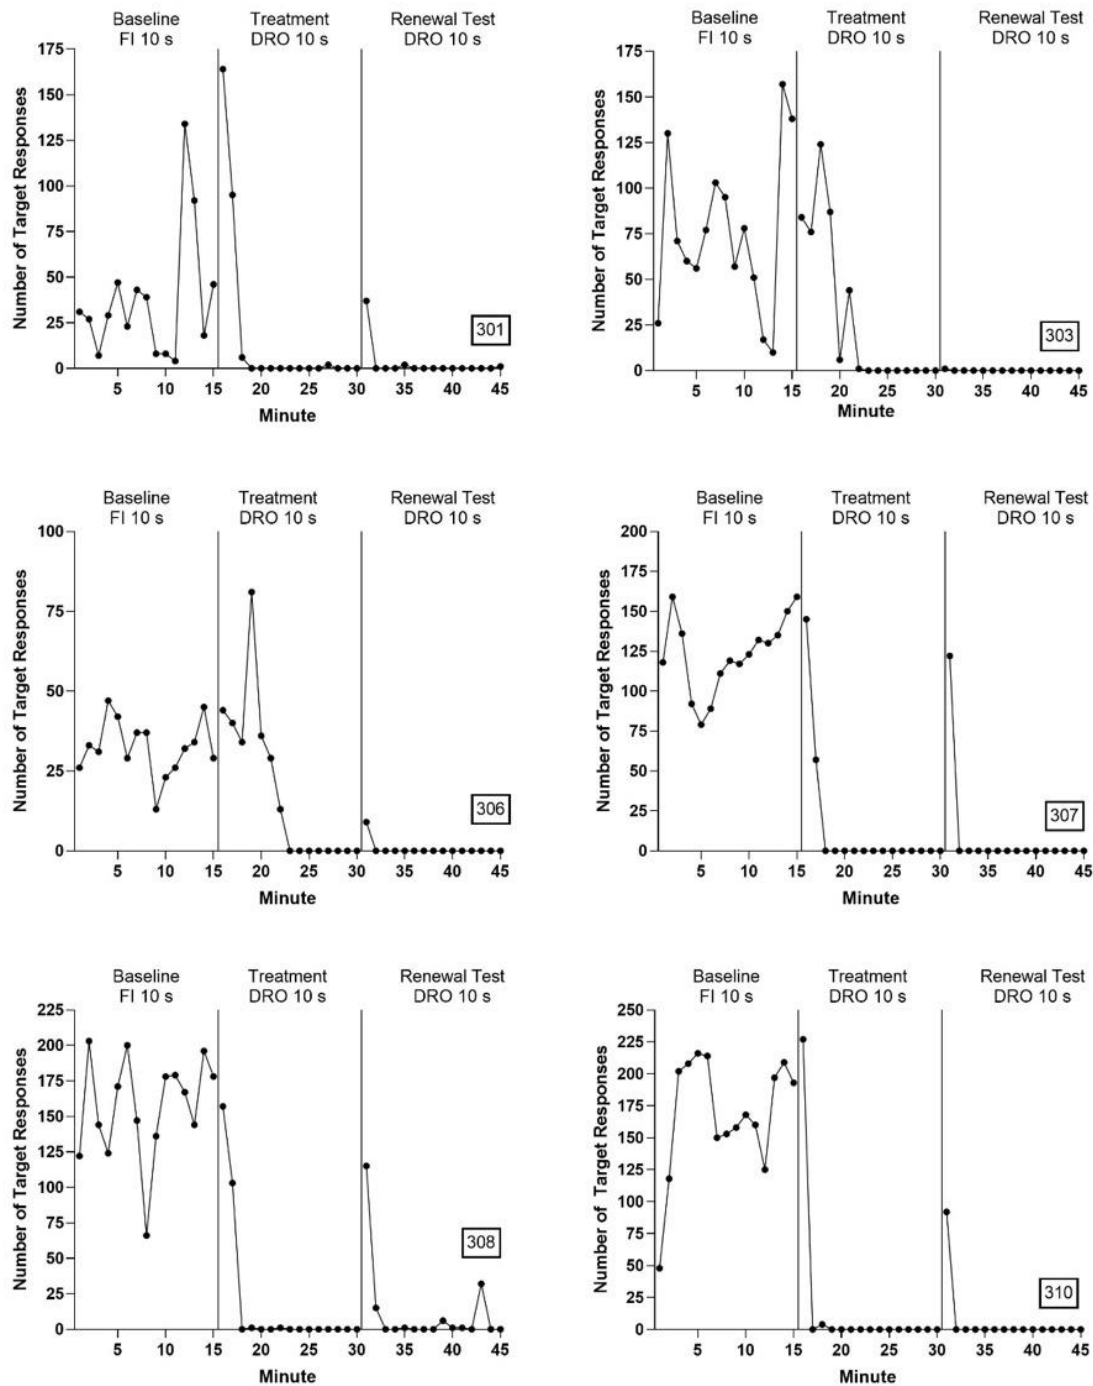 Baseline
FI 10 s
Treatment
DRO 10 s
Renewal Test
DRO 10 s
Number of Target Responses
175
150
125
100
75
50
25
0
301
5 10 15 20 25 30 35 40 45
Minute
Baseline
FI 10 s
Treatment
DRO 10 s
Renewal Test
DRO 10 s
Number of Target Responses
175
150
125
100
75
50
25
0
303
5 10 15 20 25 30 35 40 45
Minute
Baseline
FI 10 s
Treatment
DRO 10 s
Renewal Test
DRO 10 s
Number of Target Responses
100
75
50
25
0
306
5 10 15 20 25 30 35 40 45
Minute
Baseline
FI 10 s
Treatment
DRO 10 s
Renewal Test
DRO 10 s
Number of Target Responses
200
175
150
125
100
75
50
25
0
307
5 10 15 20 25 30 35 40 45
Minute
Baseline
FI 10 s
Treatment
DRO 10 s
Renewal Test
DRO 10 s
Number of Target Responses
225
200
175
150
125
100
75
50
25
0
308
5 10 15 20 25 30 35 40 45
Minute
Baseline
FI 10 s
Treatment
DRO 10 s
Renewal Test
DRO 10 s
Number of Target Responses
250
225
200
175
150
125
100
75
50
25
0
310
5 10 15 20 25 30 35 40 45
Minute